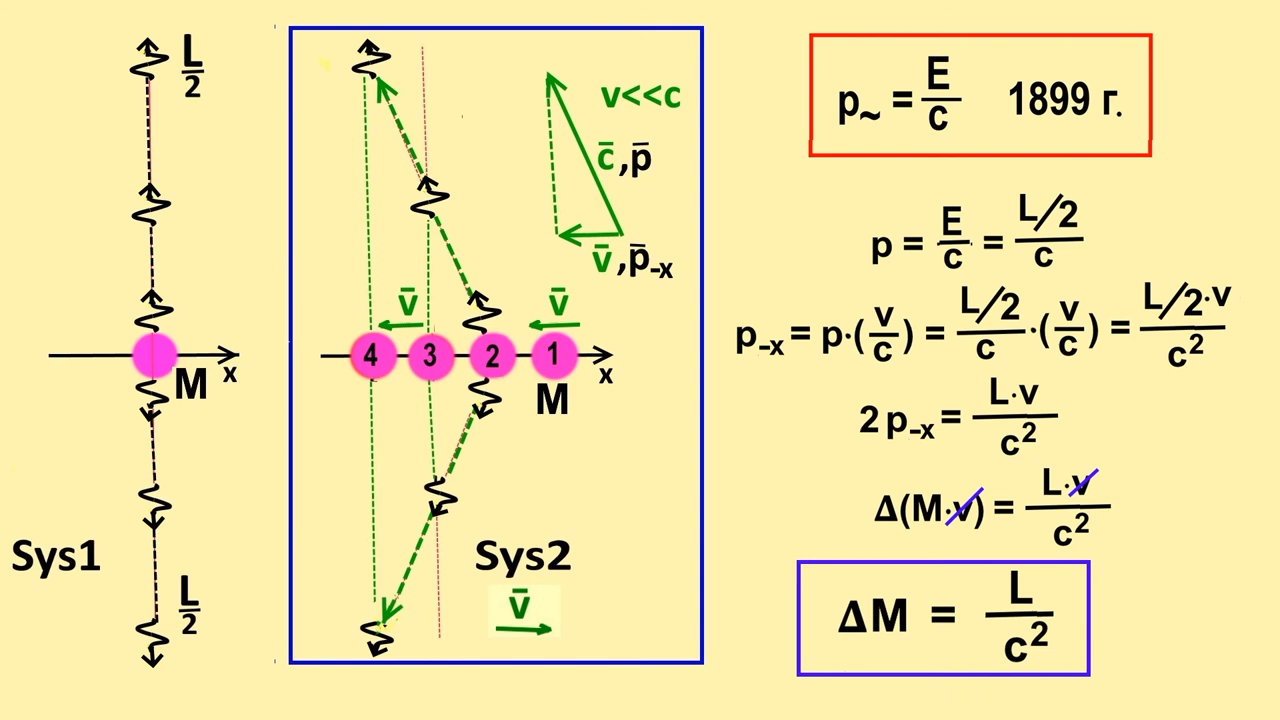 L/2
M x
L/2
Sys1
v<<c
c̄,p̄
v̄,p̄₋ₓ
v̄ v̄
4 3 2 1 x
M
Sys2
v̄
p~ = E/c 1899 г.
p = E/c = (L/2)/c
p₋ₓ = p·(v/c) = (L/2)/c ·(v/c) = (L/2·v)/c²
2 p₋ₓ = L·v/c²
Δ(M·v) = L·v/c²
ΔM = L/c²